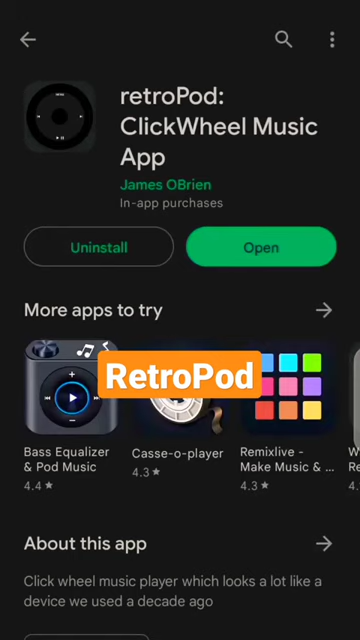 retroPod:
ClickWheel Music
App
James OBrien
In-app purchases
Uninstall
Open
More apps to try
RetroPod
Bass Equalizer
& Pod Music
4.4★
Casse-o-player
4.3★
Remixlive -
Make Music & ...
4.3★
W
Re
4.
About this app
Click wheel music player which looks a lot like a
device we used a decade ago